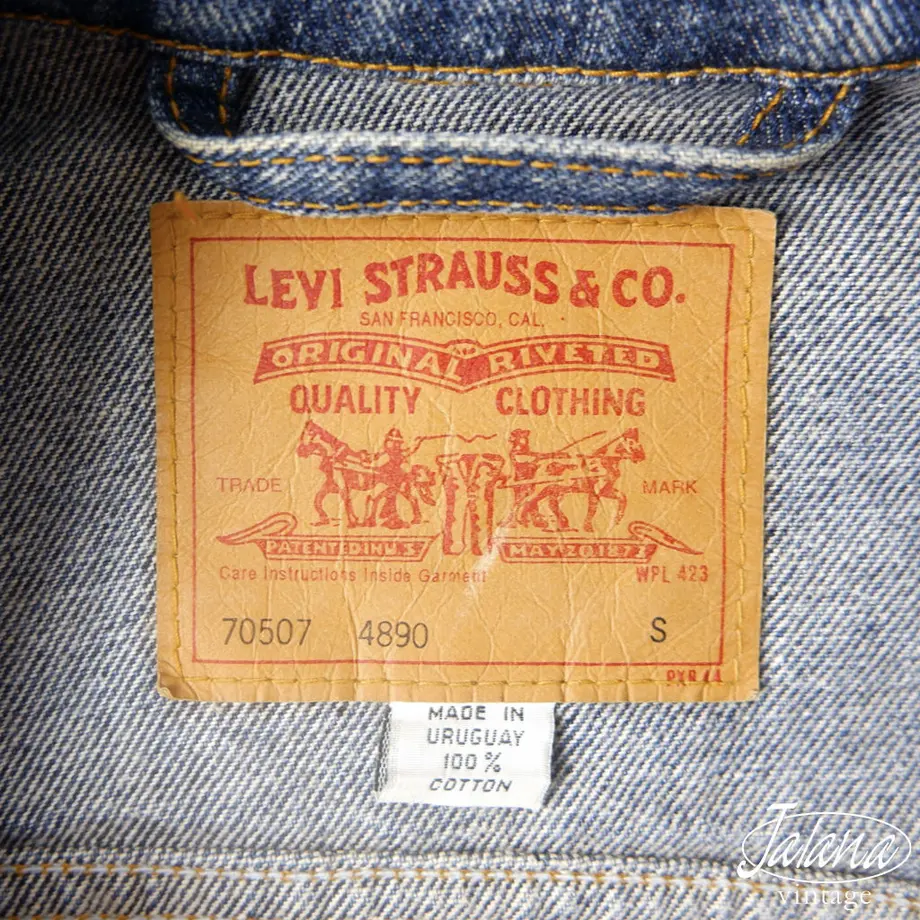 LEVI STRAUSS & CO.
SAN FRANCISCO, CAL.
ORIGINAL RIVETED
QUALITY CLOTHING
TRADE MARK
PATENTED IN U.S. MAY 20 1873
Care Instructions Inside Garment WPL 423
70507 4890 S
MADE IN
URUGUAY
100%
COTTON
Jalana
vintage